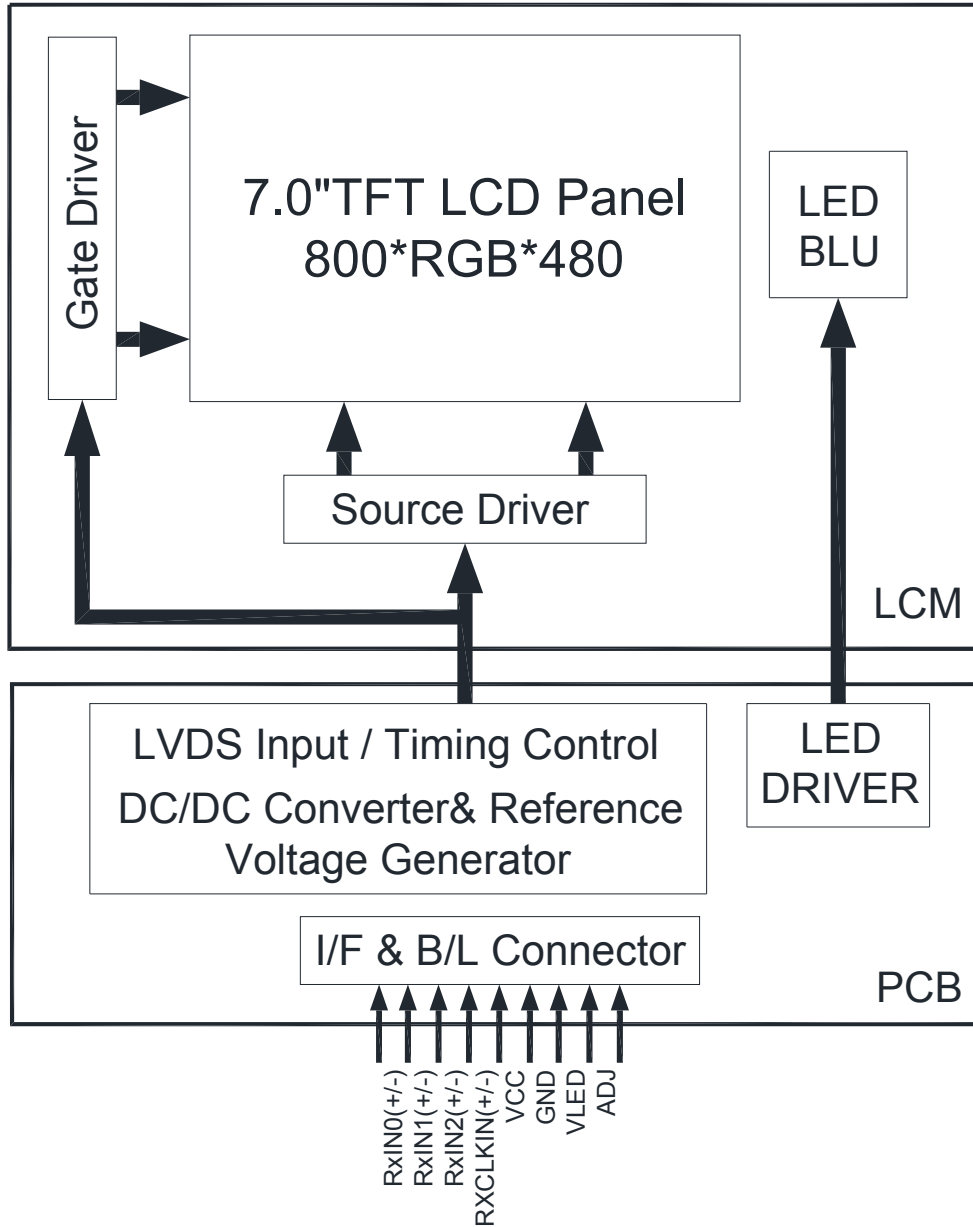 Gate Driver
7.0"TFT LCD Panel
800*RGB*480
LED
BLU
Source Driver
LCM
LVDS Input / Timing Control
DC/DC Converter& Reference
Voltage Generator
LED
DRIVER
I/F & B/L Connector
PCB
RxIN0(+/-)
RxIN1(+/-)
RxIN2(+/-)
RXCLKIN(+/-)
VCC
GND
VLED
ADJ